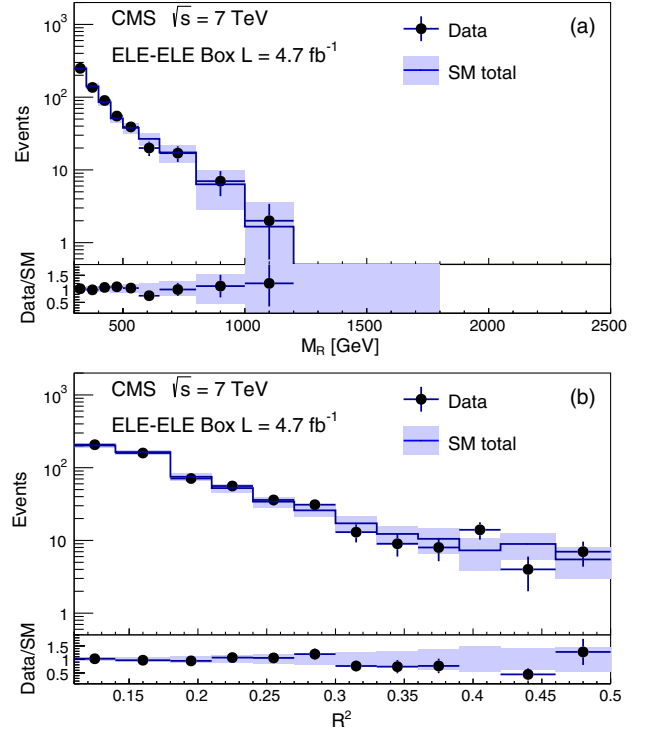 CMS √s = 7 TeV
(a)
ELE-ELE Box L = 4.7 fb⁻¹
Data
SM total
Events
10³
10²
10
1
Data/SM
1.5
1
0.5
500 1000 1500 2000 2500
M_R [GeV]
CMS √s = 7 TeV
(b)
ELE-ELE Box L = 4.7 fb⁻¹
Data
SM total
Events
10³
10²
10
1
Data/SM
1.5
1
0.5
0.15 0.2 0.25 0.3 0.35 0.4 0.45 0.5
R²